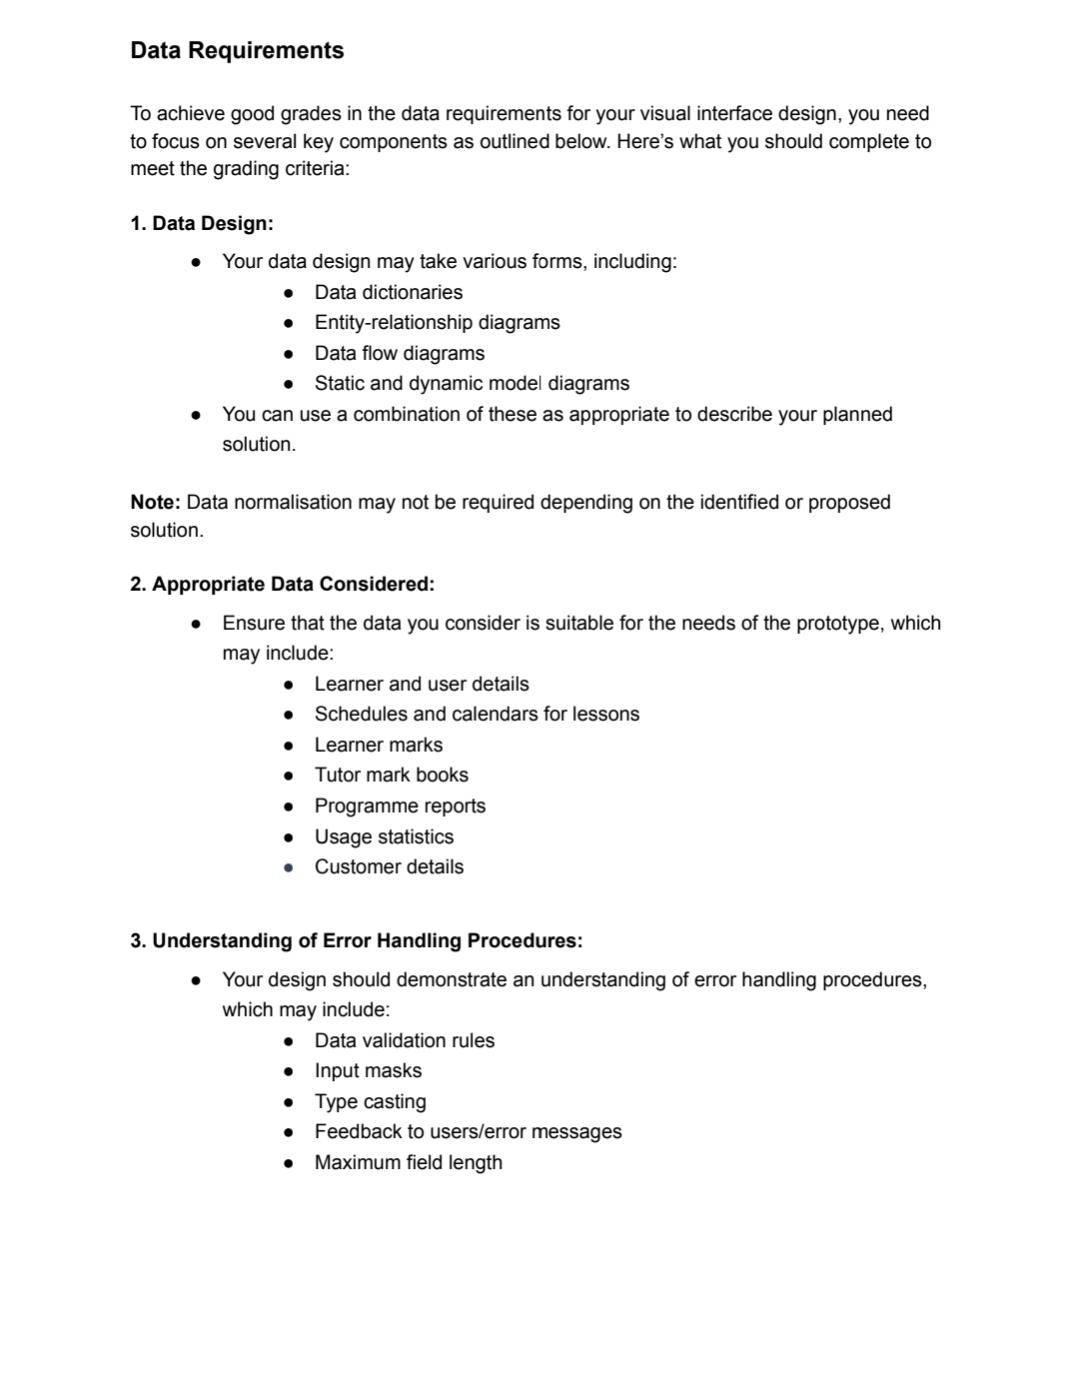 Data Requirements
To achieve good grades in the data requirements for your visual interface design, you need
to focus on several key components as outlined below. Here’s what you should complete to
meet the grading criteria:
1. Data Design:
● Your data design may take various forms, including:
● Data dictionaries
● Entity-relationship diagrams
● Data flow diagrams
● Static and dynamic model diagrams
● You can use a combination of these as appropriate to describe your planned
solution.
Note: Data normalisation may not be required depending on the identified or proposed
solution.
2. Appropriate Data Considered:
● Ensure that the data you consider is suitable for the needs of the prototype, which
may include:
● Learner and user details
● Schedules and calendars for lessons
● Learner marks
● Tutor mark books
● Programme reports
● Usage statistics
● Customer details
3. Understanding of Error Handling Procedures:
● Your design should demonstrate an understanding of error handling procedures,
which may include:
● Data validation rules
● Input masks
● Type casting
● Feedback to users/error messages
● Maximum field length